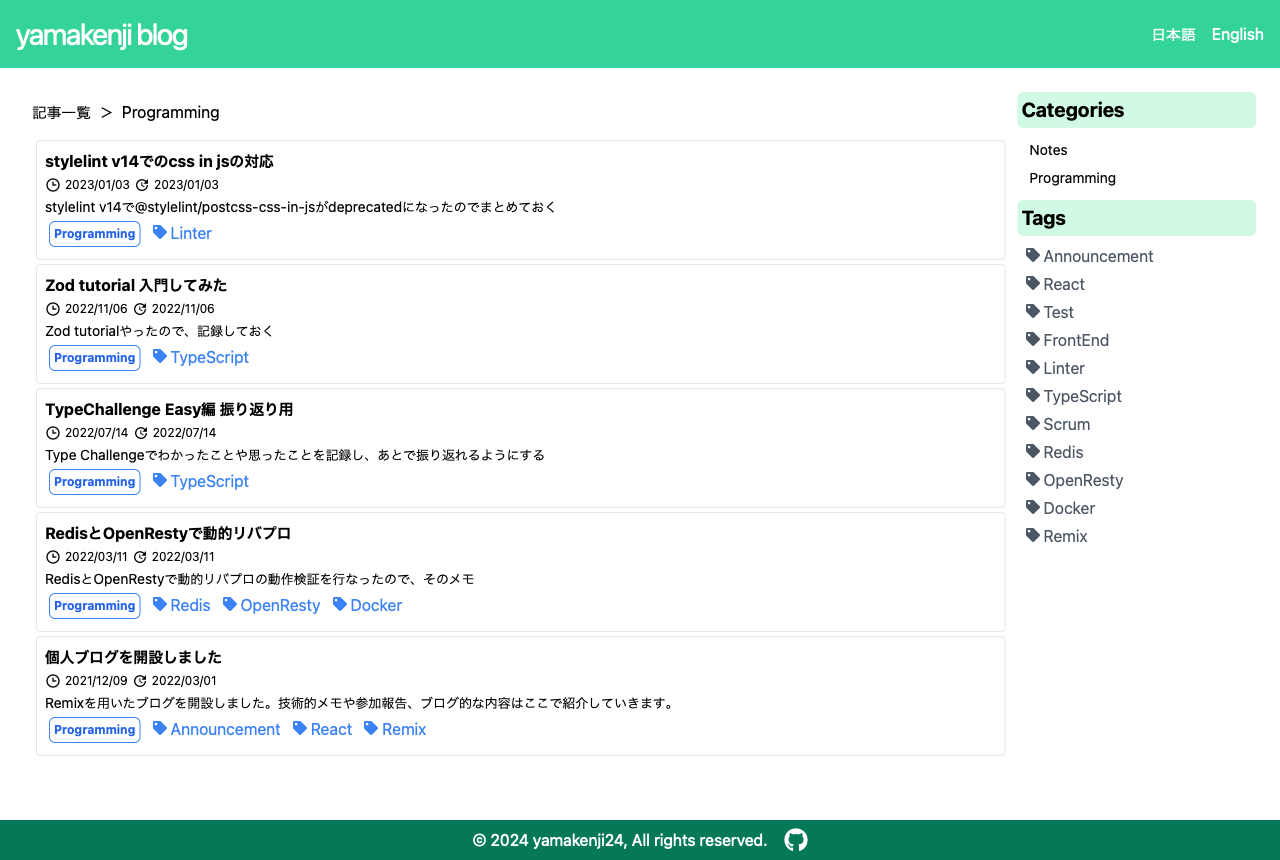 yamakenji blog
日本語 English
記事一覧 > Programming
stylelint v14でのcss in jsの対応
2023/01/03 2023/01/03
stylelint v14で@stylelint/postcss-css-in-jsがdeprecatedになったのでまとめておく
Programming Linter
Zod tutorial 入門してみた
2022/11/06 2022/11/06
Zod tutorialやったので、記録しておく
Programming TypeScript
TypeChallenge Easy編 振り返り用
2022/07/14 2022/07/14
Type Challengeでわかったことや思ったことを記録し、あとで振り返れるようにする
Programming TypeScript
RedisとOpenRestyで動的リバプロ
2022/03/11 2022/03/11
RedisとOpenRestyで動的リバプロの動作検証を行なったので、そのメモ
Programming Redis OpenResty Docker
個人ブログを開設しました
2021/12/09 2022/03/01
Remixを用いたブログを開設しました。技術的メモや参加報告、ブログ的な内容はここで紹介していきます。
Programming Announcement React Remix
Categories
Notes
Programming
Tags
Announcement
React
Test
FrontEnd
Linter
TypeScript
Scrum
Redis
OpenResty
Docker
Remix
© 2024 yamakenji24, All rights reserved.